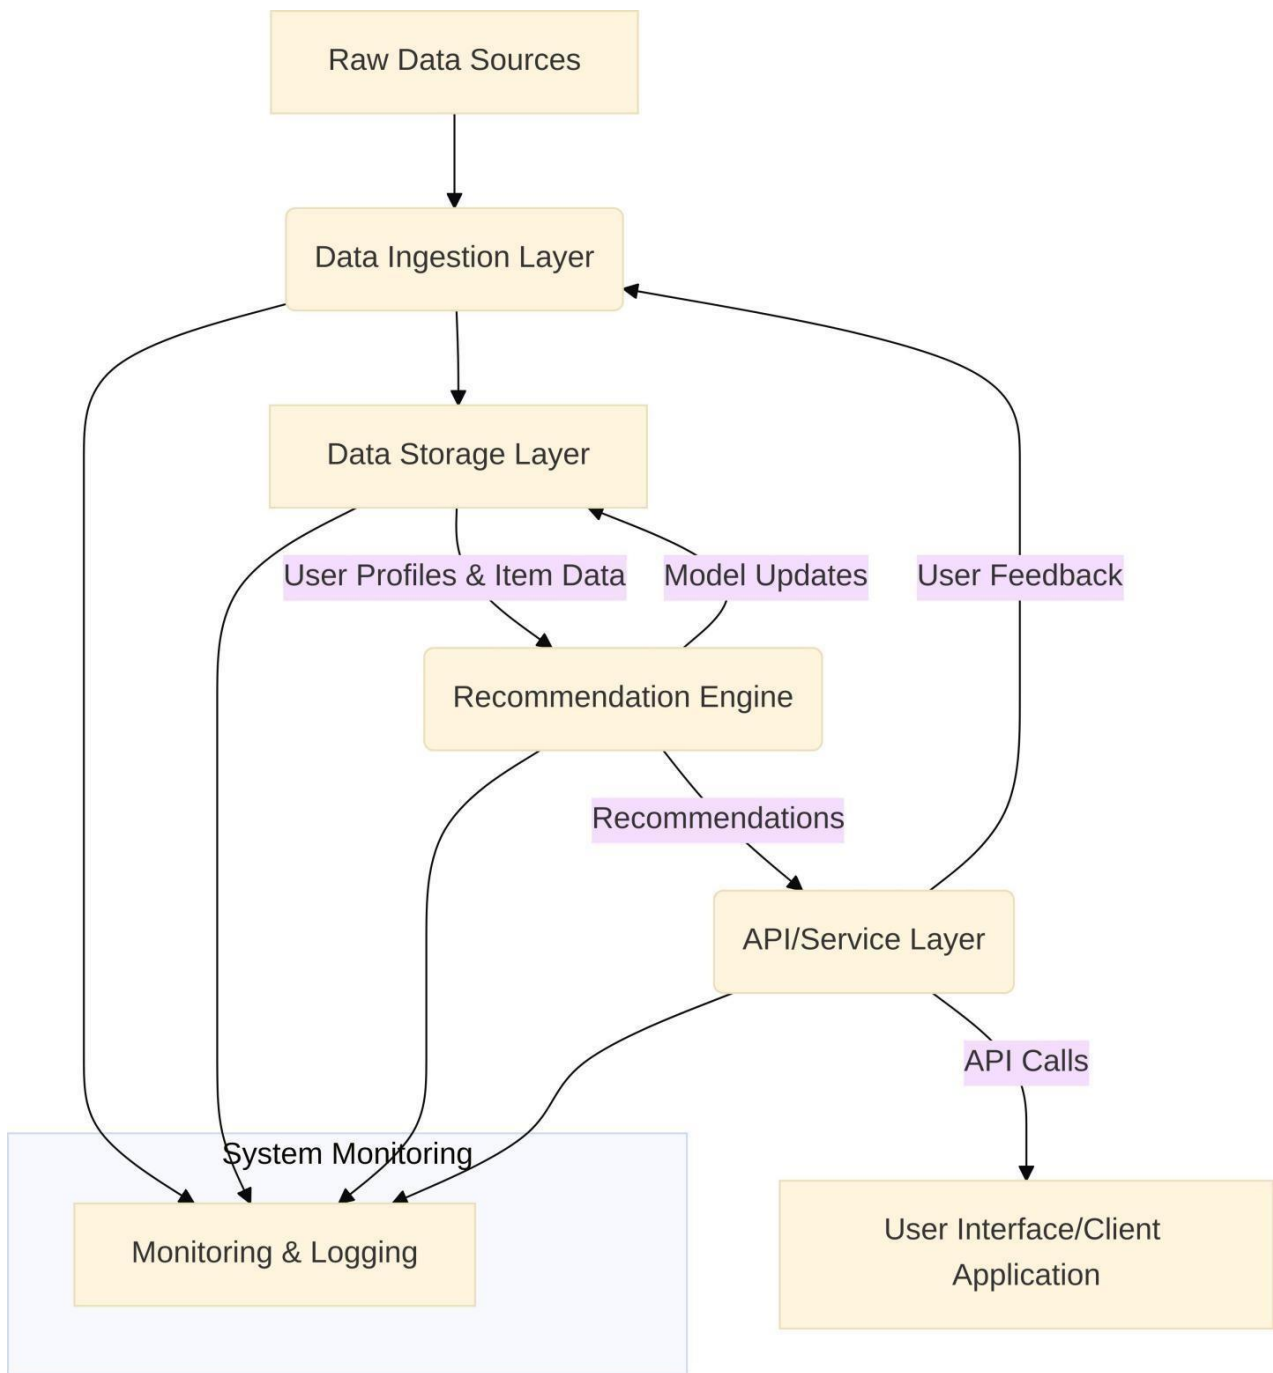 Raw Data Sources
Data Ingestion Layer
Data Storage Layer
User Profiles & Item Data
Model Updates
User Feedback
Recommendation Engine
Recommendations
API/Service Layer
API Calls
System Monitoring
Monitoring & Logging
User Interface/Client
Application